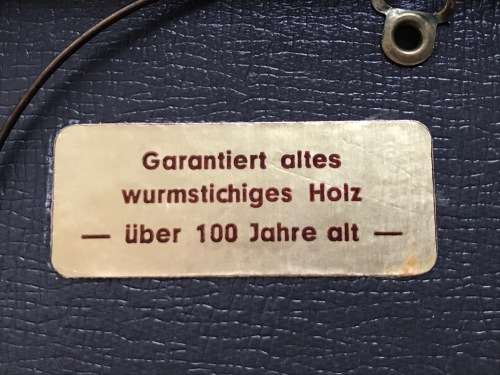 Garantiert altes
wurmstichiges Holz
— über 100 Jahre alt —